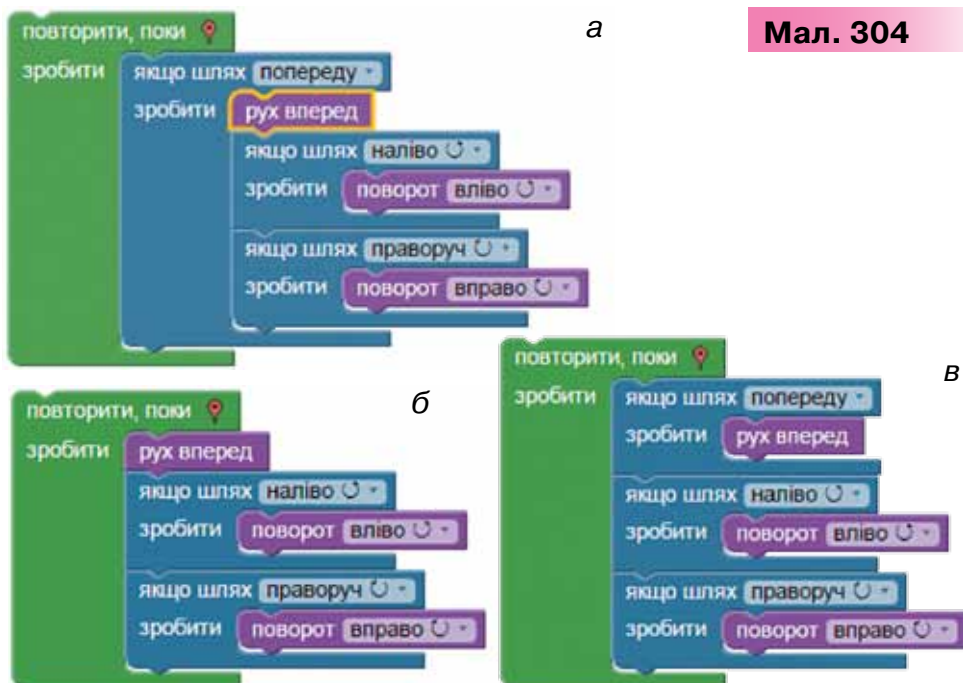 а
Мал. 304
повторити, поки
зробити
якщо шлях попереду
зробити
рух вперед
якщо шлях наліво ↺
зробити
поворот вліво ↺
якщо шлях праворуч ↻
зробити
поворот вправо ↻
б
повторити, поки
зробити
рух вперед
якщо шлях наліво ↺
зробити
поворот вліво ↺
якщо шлях праворуч ↻
зробити
поворот вправо ↻
в
повторити, поки
зробити
якщо шлях попереду
зробити
рух вперед
якщо шлях наліво ↺
зробити
поворот вліво ↺
якщо шлях праворуч ↻
зробити
поворот вправо ↻